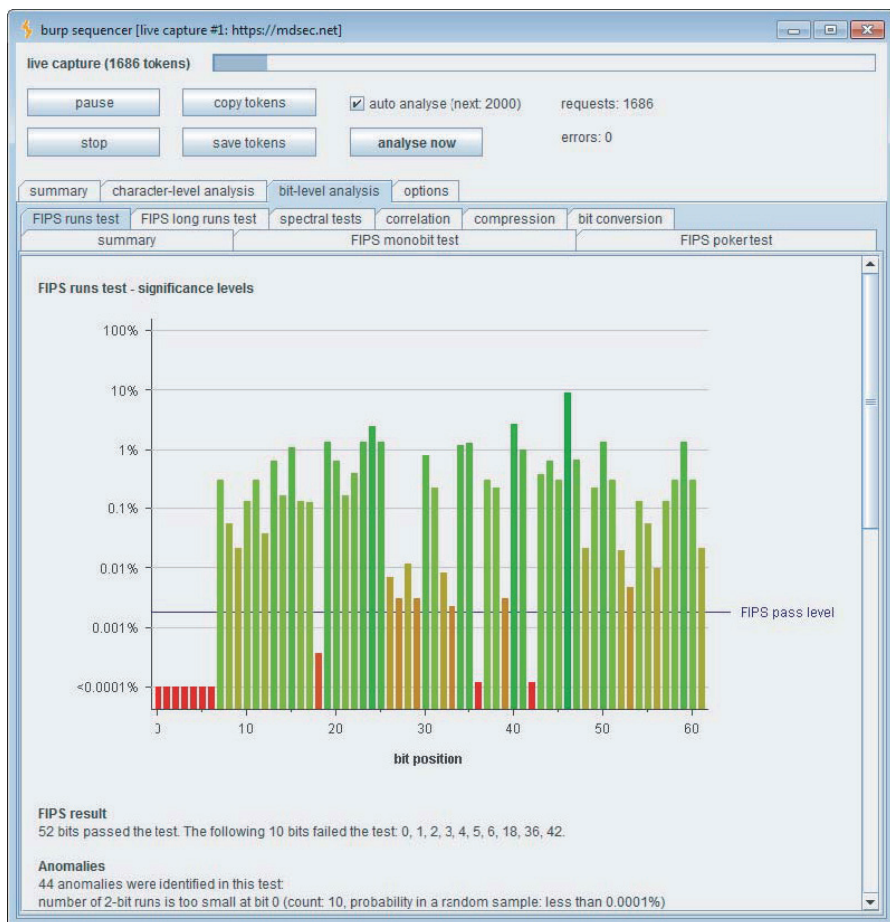 burp sequencer [live capture #1: https://mdsec.net]
live capture (1686 tokens)
pause copy tokens auto analyse (next: 2000) requests: 1686
stop save tokens analyse now errors: 0
summary character-level analysis bit-level analysis options
FIPS runs test FIPS long runs test spectral tests correlation compression bit conversion
summary FIPS monobit test FIPS poker test
FIPS runs test - significance levels
100%
10%
1%
0.1%
0.01%
FIPS pass level
0.001%
<0.0001%
0 10 20 30 40 50 60
bit position
FIPS result
52 bits passed the test. The following 10 bits failed the test: 0, 1, 2, 3, 4, 5, 6, 18, 36, 42.
Anomalies
44 anomalies were identified in this test:
number of 2-bit runs is too small at bit 0 (count: 10, probability in a random sample: less than 0.0001%)